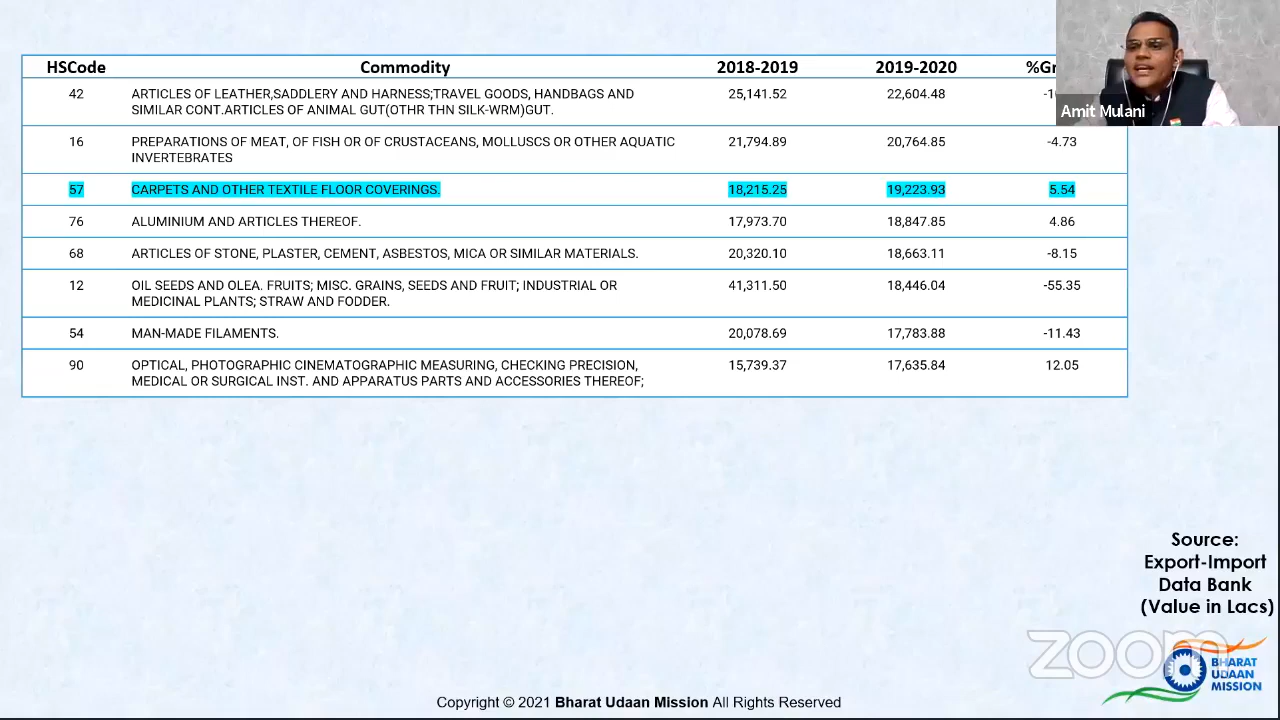 HSCode Commodity 2018-2019 2019-2020 %Gr
42 ARTICLES OF LEATHER,SADDLERY AND HARNESS;TRAVEL GOODS, HANDBAGS AND 25,141.52 22,604.48
SIMILAR CONT.ARTICLES OF ANIMAL GUT(OTHR THN SILK-WRM)GUT.
Amit Mulani
16 PREPARATIONS OF MEAT, OF FISH OR OF CRUSTACEANS, MOLLUSCS OR OTHER AQUATIC 21,794.89 20,764.85 -4.73
INVERTEBRATES
57 CARPETS AND OTHER TEXTILE FLOOR COVERINGS. 18,215.25 19,223.93 5.54
76 ALUMINIUM AND ARTICLES THEREOF. 17,973.70 18,847.85 4.86
68 ARTICLES OF STONE, PLASTER, CEMENT, ASBESTOS, MICA OR SIMILAR MATERIALS. 20,320.10 18,663.11 -8.15
12 OIL SEEDS AND OLEA. FRUITS; MISC. GRAINS, SEEDS AND FRUIT; INDUSTRIAL OR 41,311.50 18,446.04 -55.35
MEDICINAL PLANTS; STRAW AND FODDER.
54 MAN-MADE FILAMENTS. 20,078.69 17,783.88 -11.43
90 OPTICAL, PHOTOGRAPHIC CINEMATOGRAPHIC MEASURING, CHECKING PRECISION, 15,739.37 17,635.84 12.05
MEDICAL OR SURGICAL INST. AND APPARATUS PARTS AND ACCESSORIES THEREOF;
Source:
Export-Import
Data Bank
(Value in Lacs)
zoom
BHARAT
UDAAN
MISSION
Copyright © 2021 Bharat Udaan Mission All Rights Reserved